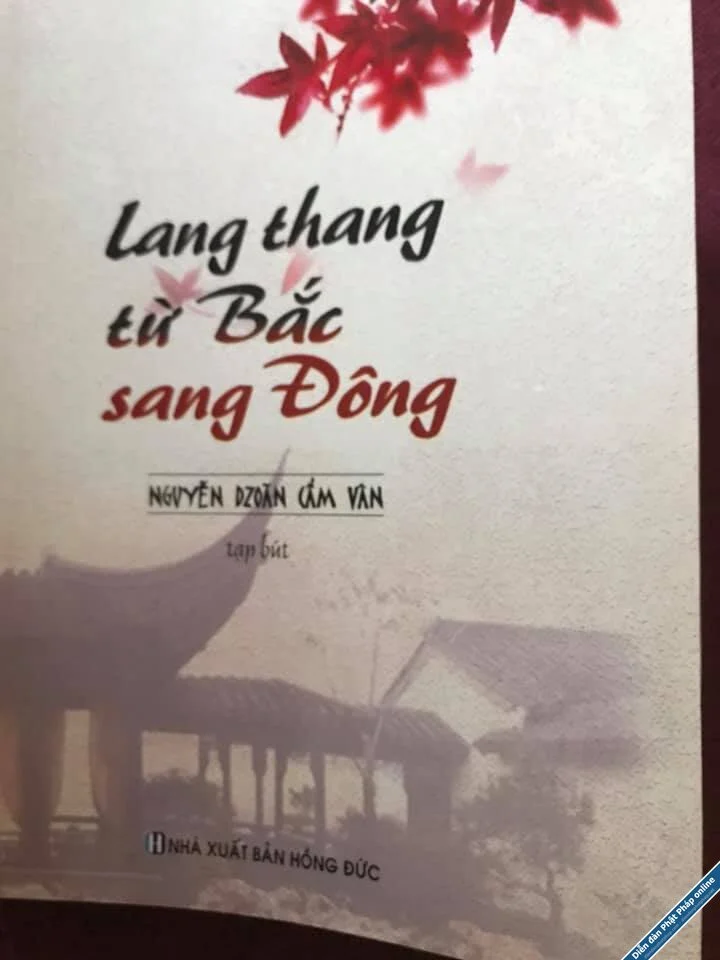 Lang thang
từ Bắc
sang Đông
NGUYỄN DZOÃN CẨM VÂN
tạp bút
NHÀ XUẤT BẢN HỒNG ĐỨC
Diễn đàn Phật Pháp online